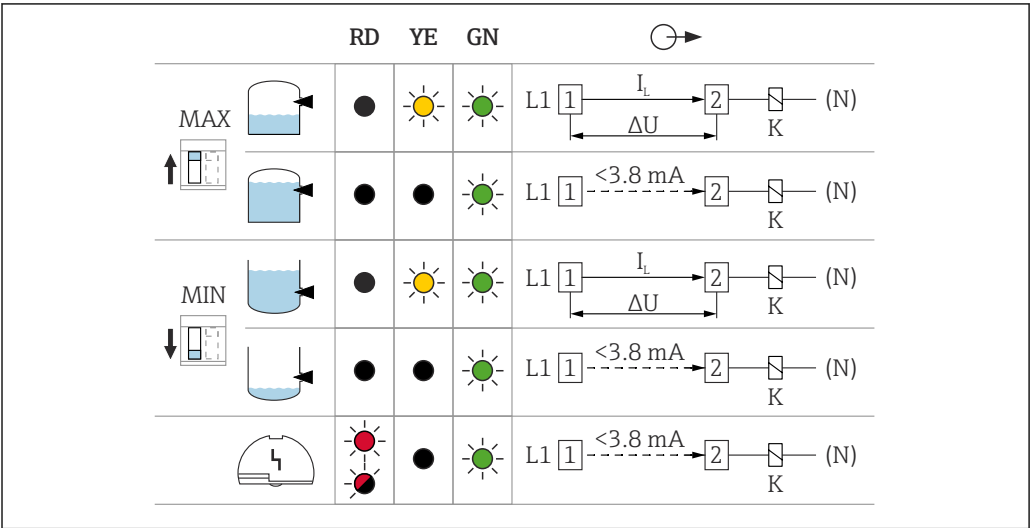 RD YE GN
MAX
L1 1 I_L 2 (N)
ΔU K
L1 1 <3.8 mA 2 (N)
K
MIN
L1 1 I_L 2 (N)
ΔU K
L1 1 <3.8 mA 2 (N)
K
L1 1 <3.8 mA 2 (N)
K